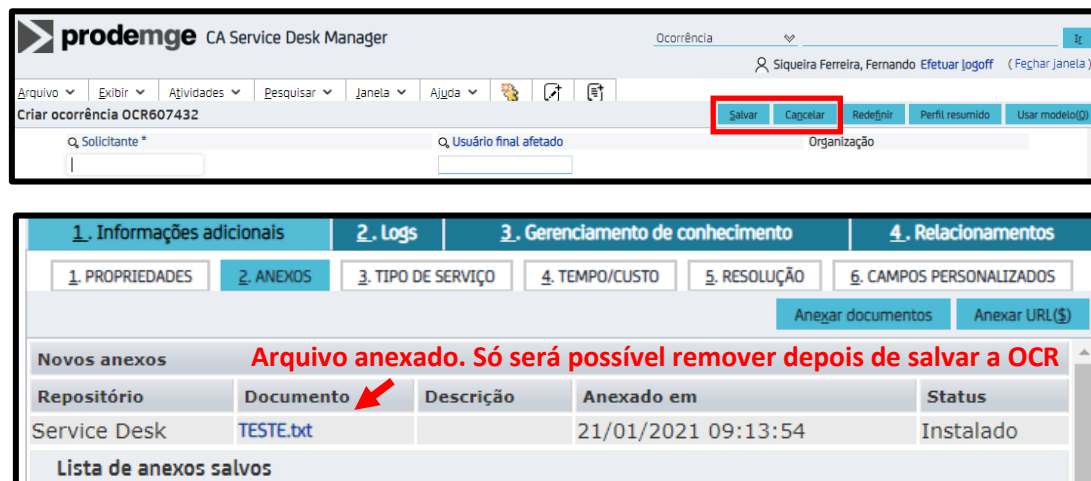 prodemge CA Service Desk Manager Ocorrência Ir
Siqueira Ferreira, Fernando Efetuar logoff (Fechar janela)
Arquivo Exibir Atividades Pesquisar Janela Ajuda
Criar ocorrência OCR607432 Salvar Cancelar Redefinir Perfil resumido Usar modelo(Q)
Solicitante * Usuário final afetado Organização
1. Informações adicionais 2. Logs 3. Gerenciamento de conhecimento 4. Relacionamentos
1. PROPRIEDADES 2. ANEXOS 3. TIPO DE SERVIÇO 4. TEMPO/CUSTO 5. RESOLUÇÃO 6. CAMPOS PERSONALIZADOS
Anexar documentos Anexar URL($)
Novos anexos Arquivo anexado. Só será possível remover depois de salvar a OCR
Repositório Documento Descrição Anexado em Status
Service Desk TESTE.txt 21/01/2021 09:13:54 Instalado
Lista de anexos salvos